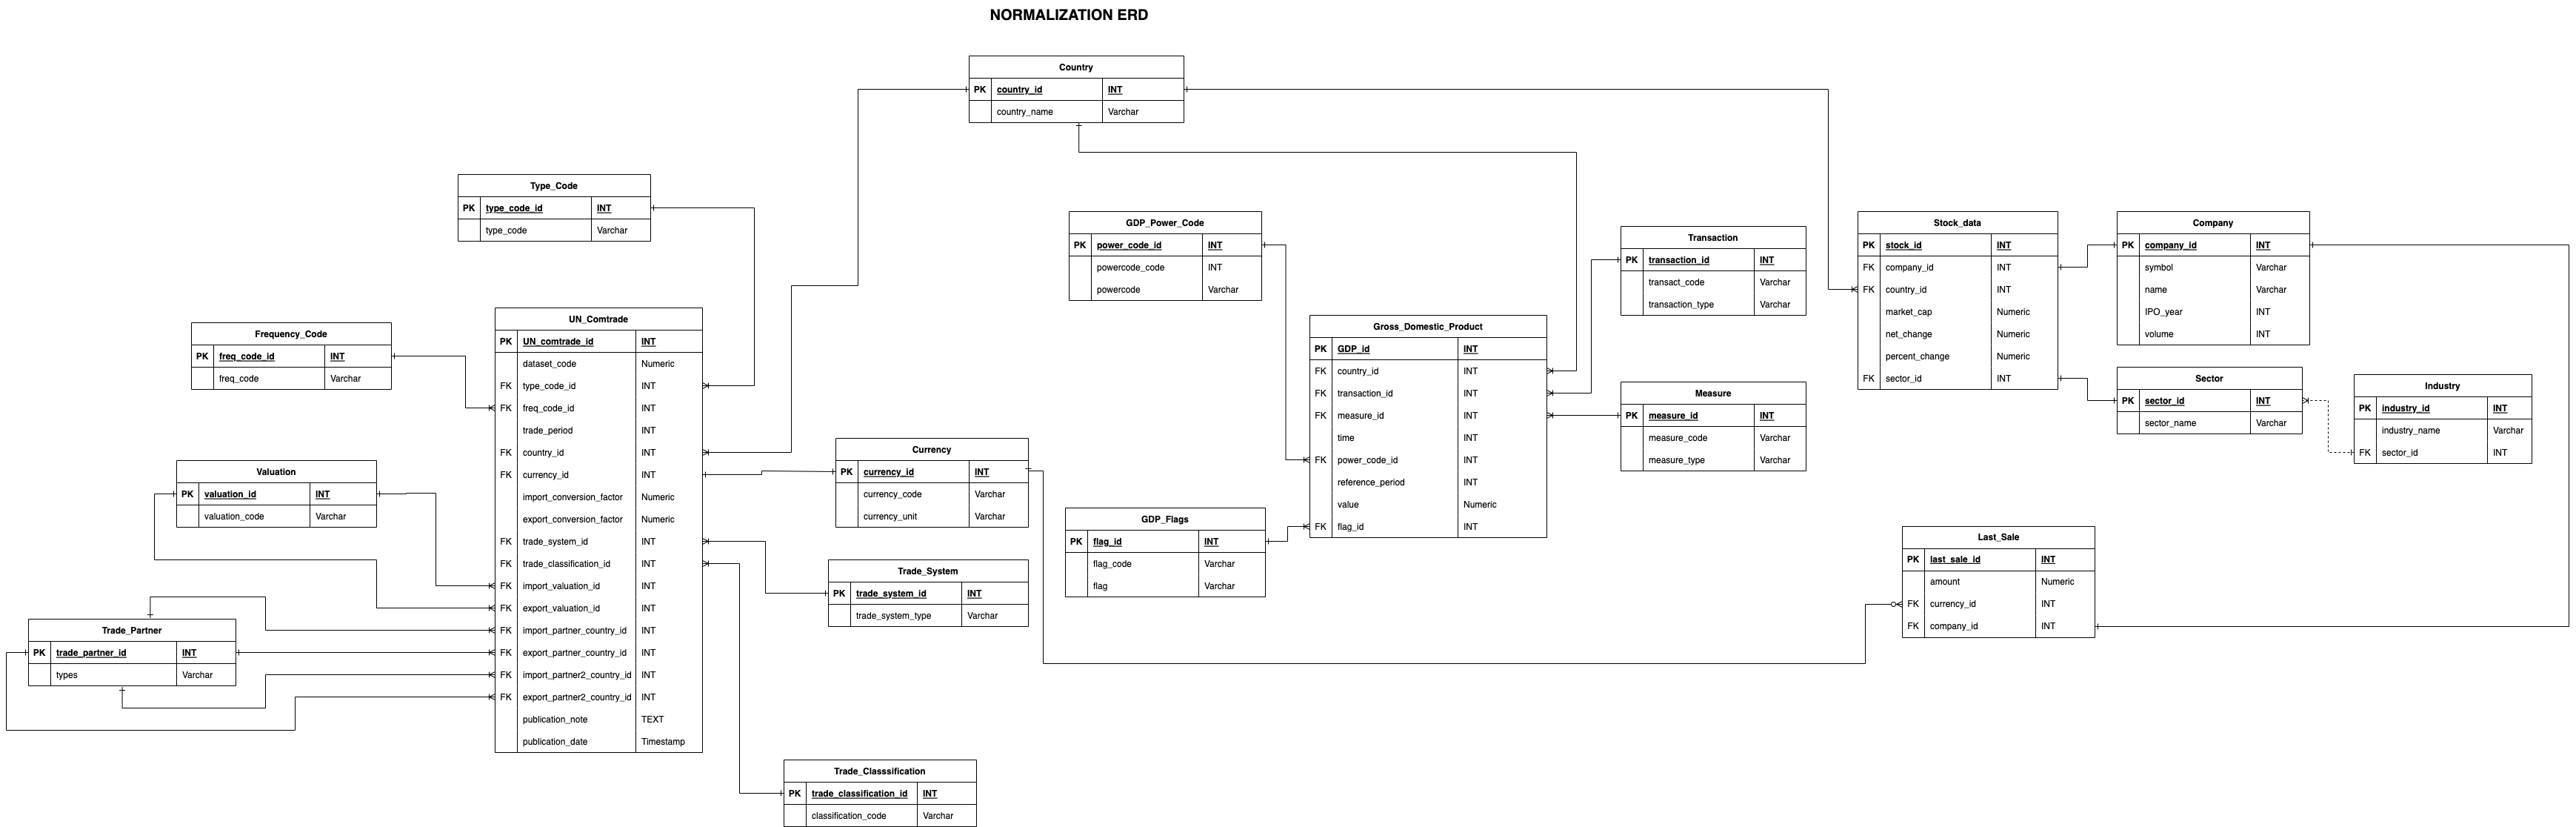 NORMALIZATION ERD
Country
PK country_id INT
country_name Varchar
Type_Code
PK type_code_id INT
type_code Varchar
GDP_Power_Code
PK power_code_id INT
powercode_code INT
powercode Varchar
Transaction
PK transaction_id INT
transact_code Varchar
transaction_type Varchar
Stock_data
PK stock_id INT
FK company_id INT
FK country_id INT
market_cap Numeric
net_change Numeric
percent_change Numeric
FK sector_id INT
Company
PK company_id INT
symbol Varchar
name Varchar
IPO_year INT
volume INT
Frequency_Code
PK freq_code_id INT
freq_code Varchar
UN_Comtrade
PK UN_comtrade_id INT
dataset_code Numeric
FK type_code_id INT
FK freq_code_id INT
trade_period INT
FK country_id INT
FK currency_id INT
import_conversion_factor Numeric
export_conversion_factor Numeric
FK trade_system_id INT
FK trade_classification_id INT
FK import_valuation_id INT
FK export_valuation_id INT
FK import_partner_country_id INT
FK export_partner_country_id INT
FK import_partner2_country_id INT
FK export_partner2_country_id INT
publication_note TEXT
publication_date Timestamp
Gross_Domestic_Product
PK GDP_id INT
FK country_id INT
FK transaction_id INT
FK measure_id INT
time INT
FK power_code_id INT
reference_period INT
value Numeric
FK flag_id INT
Measure
PK measure_id INT
measure_code Varchar
measure_type Varchar
Sector
PK sector_id INT
sector_name Varchar
Industry
PK industry_id INT
industry_name Varchar
FK sector_id INT
Valuation
PK valuation_id INT
valuation_code Varchar
Currency
PK currency_id INT
currency_code Varchar
currency_unit Varchar
GDP_Flags
PK flag_id INT
flag_code Varchar
flag Varchar
Last_Sale
PK last_sale_id INT
amount Numeric
FK currency_id INT
FK company_id INT
Trade_System
PK trade_system_id INT
trade_system_type Varchar
Trade_Partner
PK trade_partner_id INT
types Varchar
Trade_Classsification
PK trade_classification_id INT
classification_code Varchar